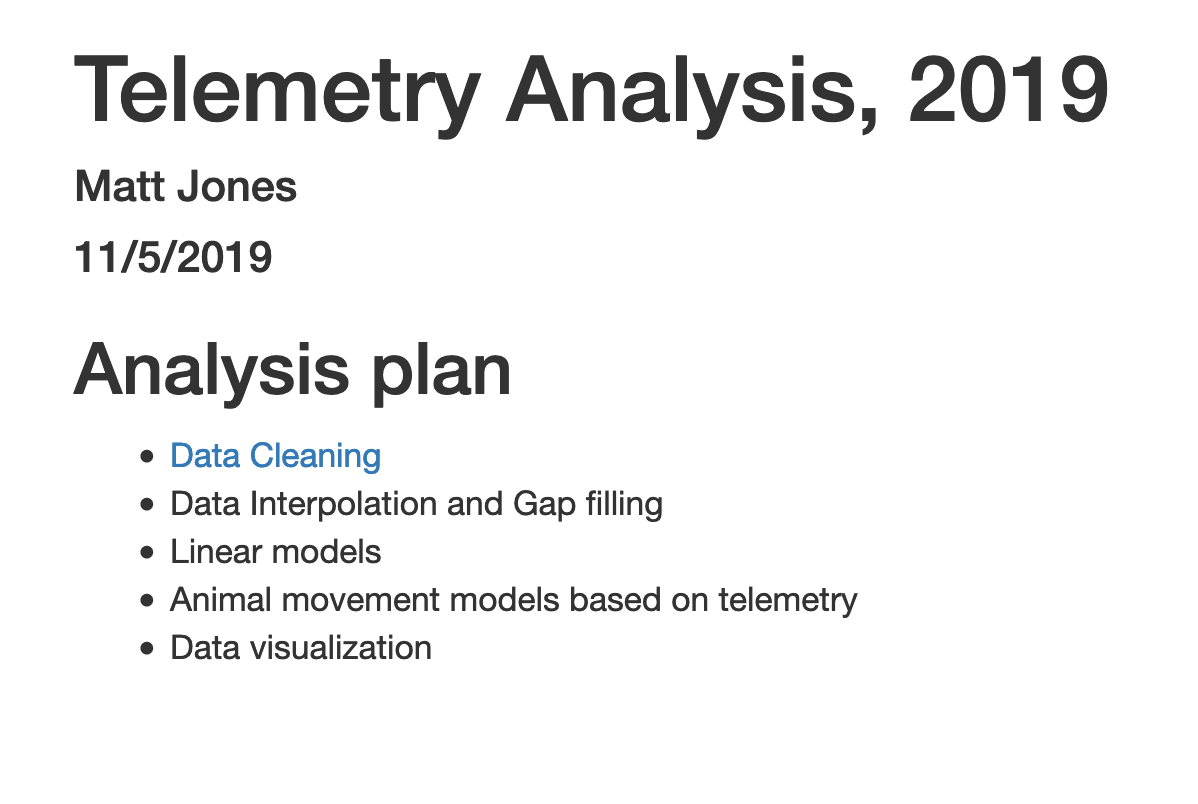 Telemetry Analysis, 2019
Matt Jones
11/5/2019
Analysis plan
• Data Cleaning
• Data Interpolation and Gap filling
• Linear models
• Animal movement models based on telemetry
• Data visualization